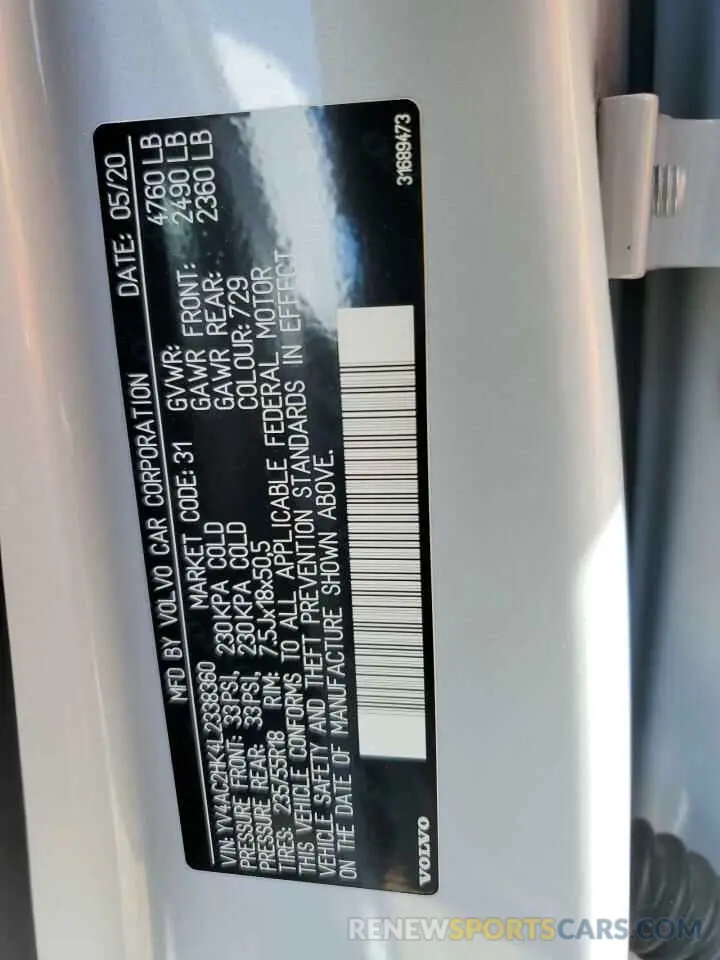 MFD BY VOLVO CAR CORPORATION DATE: 05/20
VIN: YV4AC2HK4L2338360 MARKET CODE: 31 GVWR: 4760 LB
PRESSURE FRONT: 33PSI, 230KPA COLD GAWR FRONT: 2490 LB
PRESSURE REAR: 33PSI, 230KPA COLD GAWR REAR: 2360 LB
TIRES: 235/55R18 RIM: 7.5Jx18x50,5 COLOUR: 729
THIS VEHICLE CONFORMS TO ALL APPLICABLE FEDERAL MOTOR
VEHICLE SAFETY AND THEFT PREVENTION STANDARDS IN EFFECT
ON THE DATE OF MANUFACTURE SHOWN ABOVE.
VOLVO 31689473
RENEWSPORTSCARS.COM